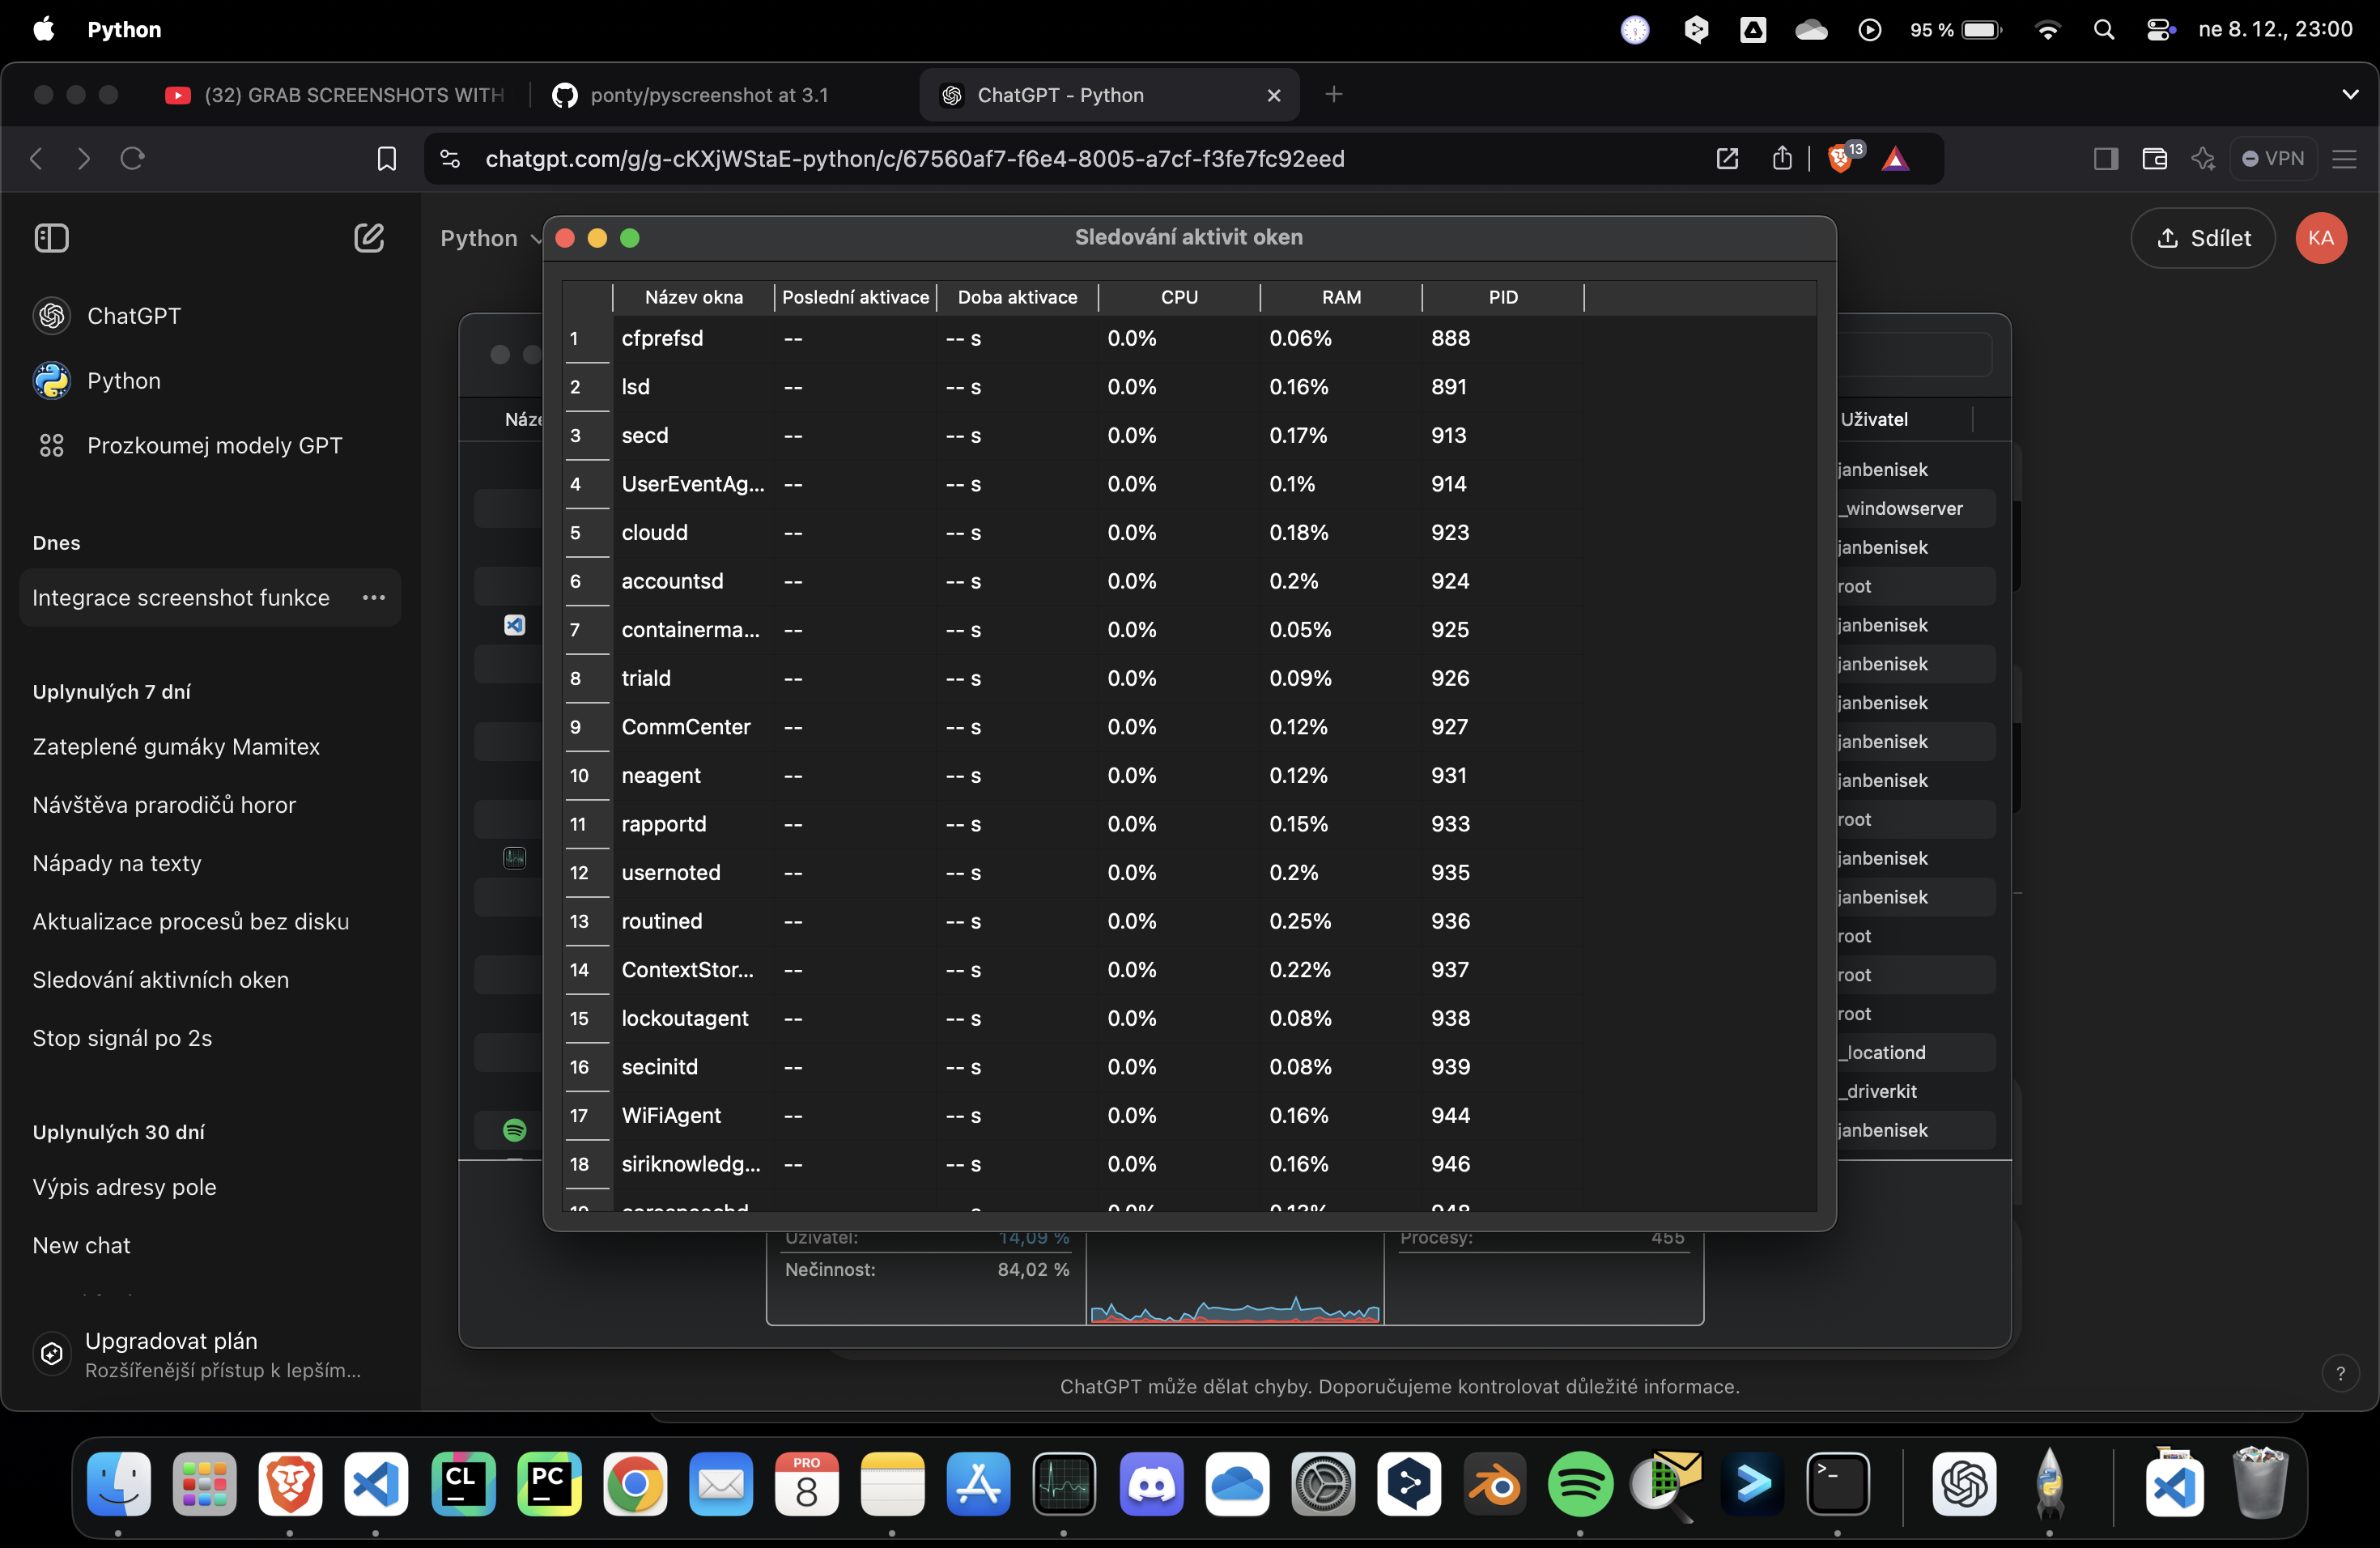 Python
95 %
ne 8. 12., 23:00
(32) GRAB SCREENSHOTS WITH
ponty/pyscreenshot at 3.1
ChatGPT - Python
chatgpt.com/g/g-cKXjWStaE-python/c/67560af7-f6e4-8005-a7cf-f3fe7fc92eed
13
VPN
Python
Sdílet
KA
ChatGPT
Python
Prozkoumej modely GPT
Dnes
Integrace screenshot funkce
Uplynulých 7 dní
Zateplené gumáky Mamitex
Návštěva prarodičů horor
Nápady na texty
Aktualizace procesů bez disku
Sledování aktivních oken
Stop signál po 2s
Uplynulých 30 dní
Výpis adresy pole
New chat
Upgradovat plán
Rozšířenější přístup k lepším...
Sledování aktivit oken
Název okna Poslední aktivace Doba aktivace CPU RAM PID
1 cfprefsd -- -- s 0.0% 0.06% 888
2 lsd -- -- s 0.0% 0.16% 891
3 secd -- -- s 0.0% 0.17% 913
4 UserEventAg... -- -- s 0.0% 0.1% 914
5 cloudd -- -- s 0.0% 0.18% 923
6 accountsd -- -- s 0.0% 0.2% 924
7 containerma... -- -- s 0.0% 0.05% 925
8 triald -- -- s 0.0% 0.09% 926
9 CommCenter -- -- s 0.0% 0.12% 927
10 neagent -- -- s 0.0% 0.12% 931
11 rapportd -- -- s 0.0% 0.15% 933
12 usernoted -- -- s 0.0% 0.2% 935
13 routined -- -- s 0.0% 0.25% 936
14 ContextStor... -- -- s 0.0% 0.22% 937
15 lockoutagent -- -- s 0.0% 0.08% 938
16 secinitd -- -- s 0.0% 0.08% 939
17 WiFiAgent -- -- s 0.0% 0.16% 944
18 siriknowledg... -- -- s 0.0% 0.16% 946
Náze
Uživatel
janbenisek
_windowserver
janbenisek
root
janbenisek
janbenisek
janbenisek
janbenisek
janbenisek
root
janbenisek
janbenisek
root
root
root
_locationd
_driverkit
janbenisek
Uživatel: 14,09 %
Nečinnost: 84,02 %
Procesy: 455
ChatGPT může dělat chyby. Doporučujeme kontrolovat důležité informace.
?
CL
PC
PRO
8